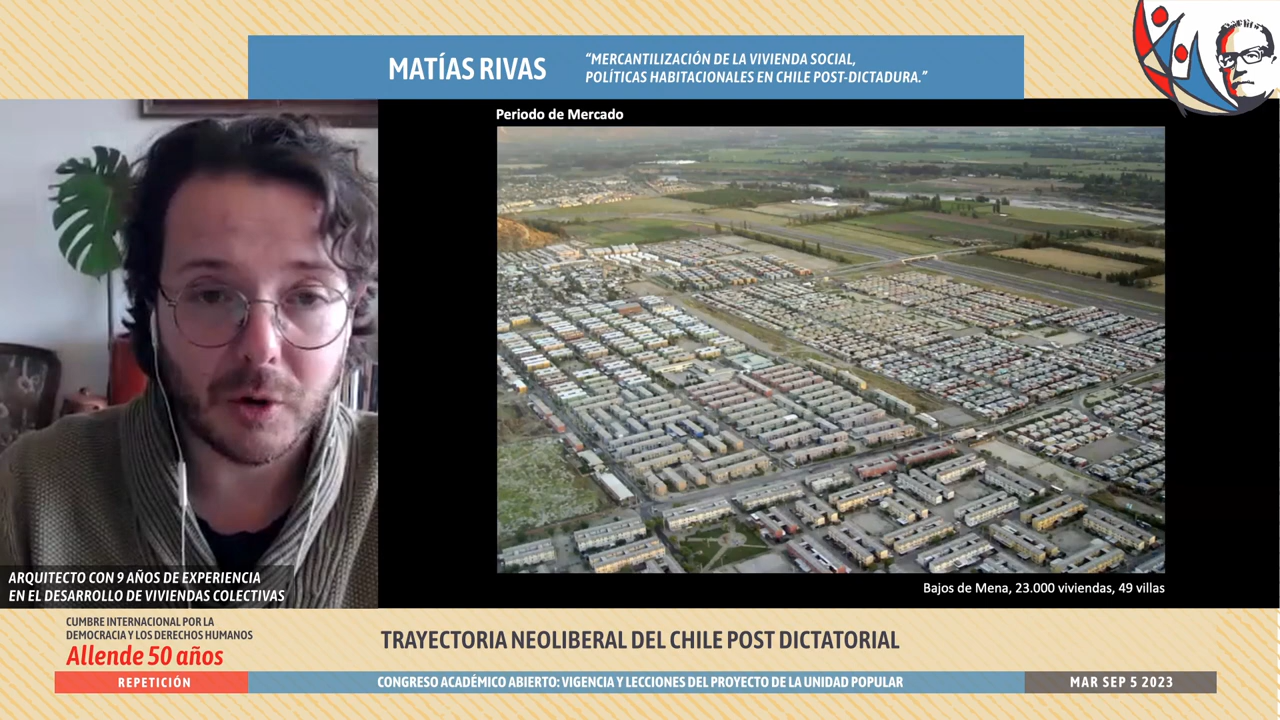 MATÍAS RIVAS
“MERCANTILIZACIÓN DE LA VIVIENDA SOCIAL,
POLÍTICAS HABITACIONALES EN CHILE POST-DICTADURA.”
Periodo de Mercado
Bajos de Mena, 23.000 viviendas, 49 villas
ARQUITECTO CON 9 AÑOS DE EXPERIENCIA
EN EL DESARROLLO DE VIVIENDAS COLECTIVAS
CUMBRE INTERNACIONAL POR LA
DEMOCRACIA Y LOS DERECHOS HUMANOS
Allende 50 años
TRAYECTORIA NEOLIBERAL DEL CHILE POST DICTATORIAL
REPETICIÓN
CONGRESO ACADÉMICO ABIERTO: VIGENCIA Y LECCIONES DEL PROYECTO DE LA UNIDAD POPULAR
MAR SEP 5 2023